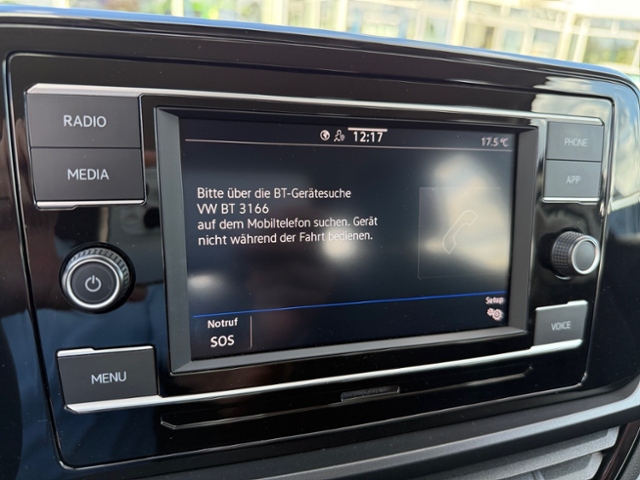 RADIO
MEDIA
MENU
12:17
17.5 °C
Bitte über die BT-Gerätesuche
VW BT 3166
auf dem Mobiltelefon suchen. Gerät
nicht während der Fahrt bedienen.
Notruf
SOS
Setup
PHONE
APP
VOICE